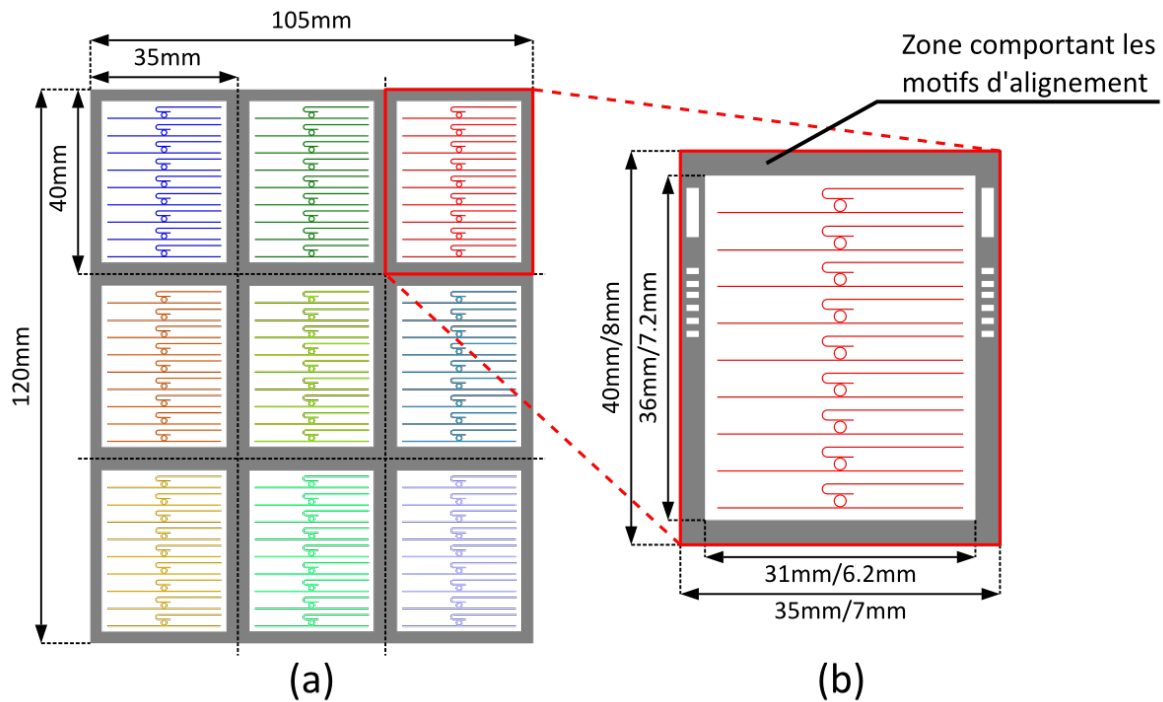 105mm
35mm
40mm
120mm
(a)
Zone comportant les
motifs d'alignement
40mm/8mm
36mm/7.2mm
31mm/6.2mm
35mm/7mm
(b)